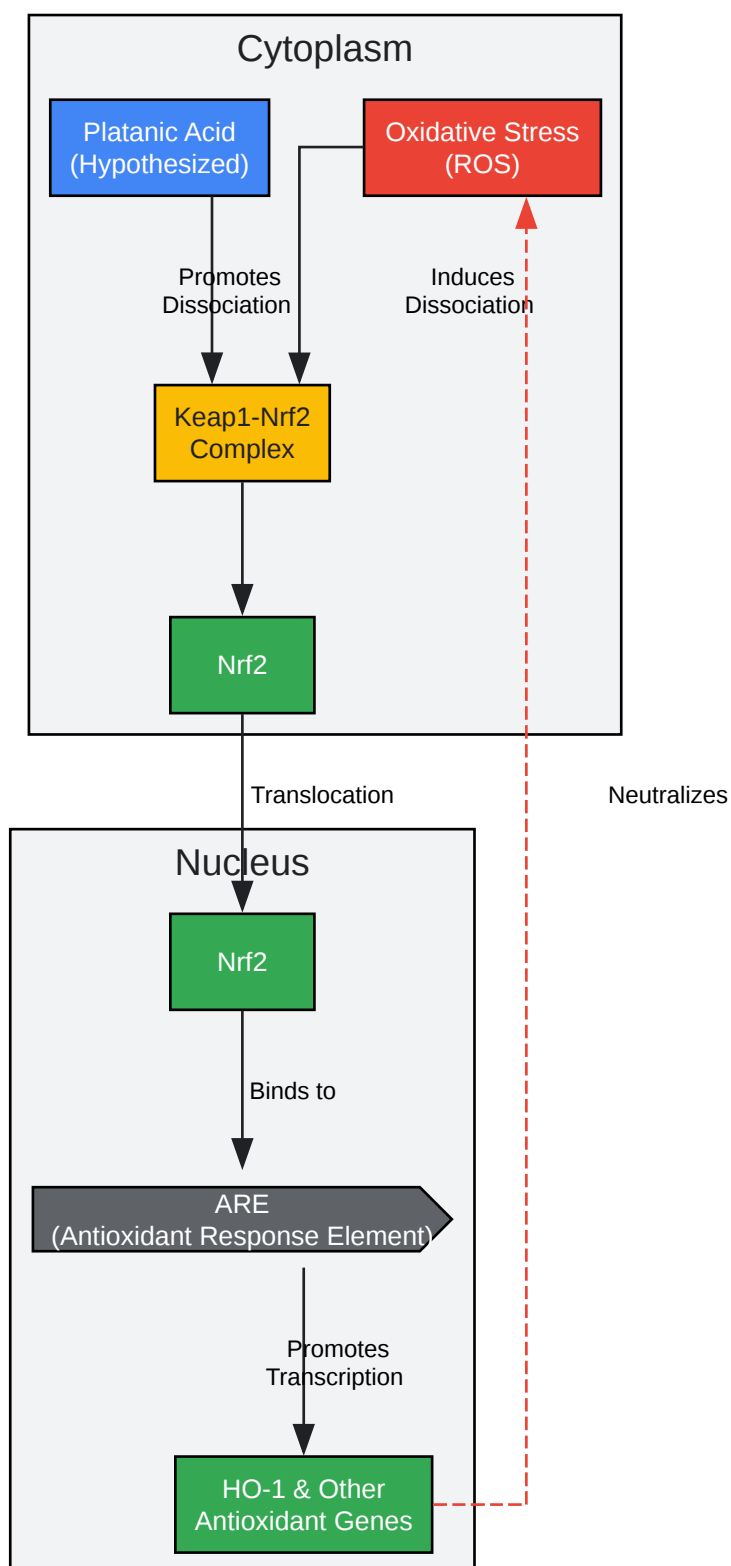 Cytoplasm
Platanic Acid
(Hypothesized)
Oxidative Stress
(ROS)
Promotes
Dissociation
Induces
Dissociation
Keap1-Nrf2
Complex
Nrf2
Translocation
Neutralizes
Nucleus
Nrf2
Binds to
ARE
(Antioxidant Response Element)
Promotes
Transcription
HO-1 & Other
Antioxidant Genes